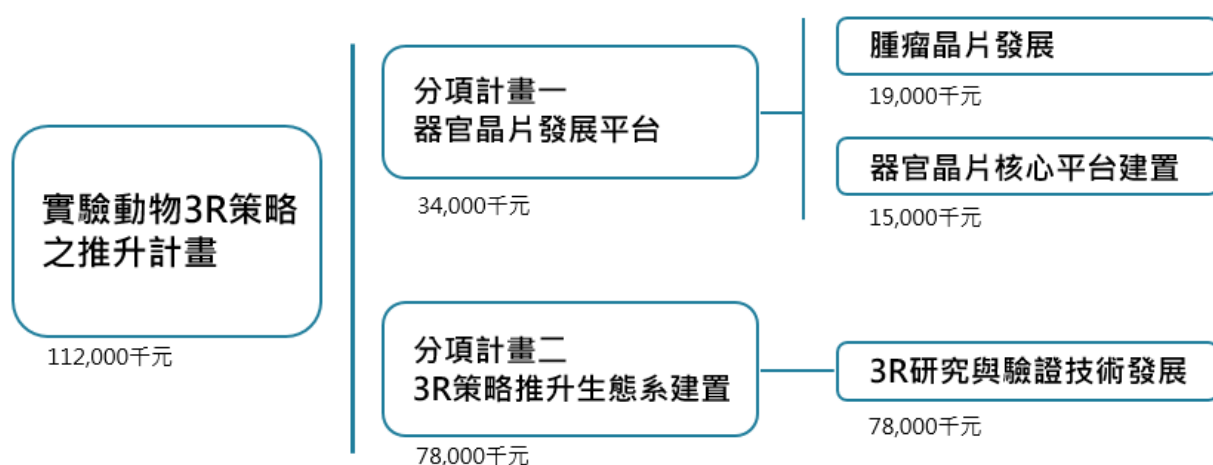 實驗動物3R策略
之推升計畫
112,000千元
分項計畫一
器官晶片發展平台
34,000千元
腫瘤晶片發展
19,000千元
器官晶片核心平台建置
15,000千元
分項計畫二
3R策略推升生態系建置
78,000千元
3R研究與驗證技術發展
78,000千元